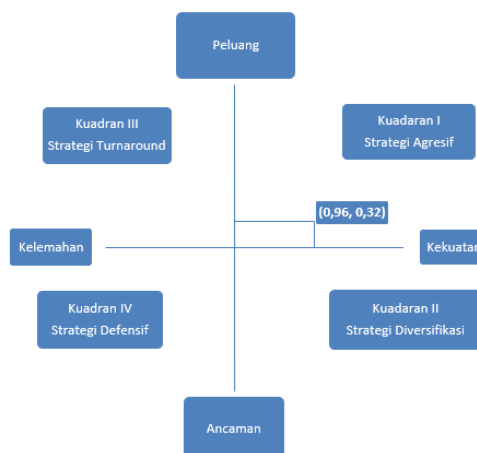 Peluang
Kuadran III
Strategi Turnaround
Kuadaran I
Strategi Agresif
(0,96, 0,32)
Kelemahan
Kekuatan
Kuadran IV
Strategi Defensif
Kuadaran II
Strategi Diversifikasi
Ancaman